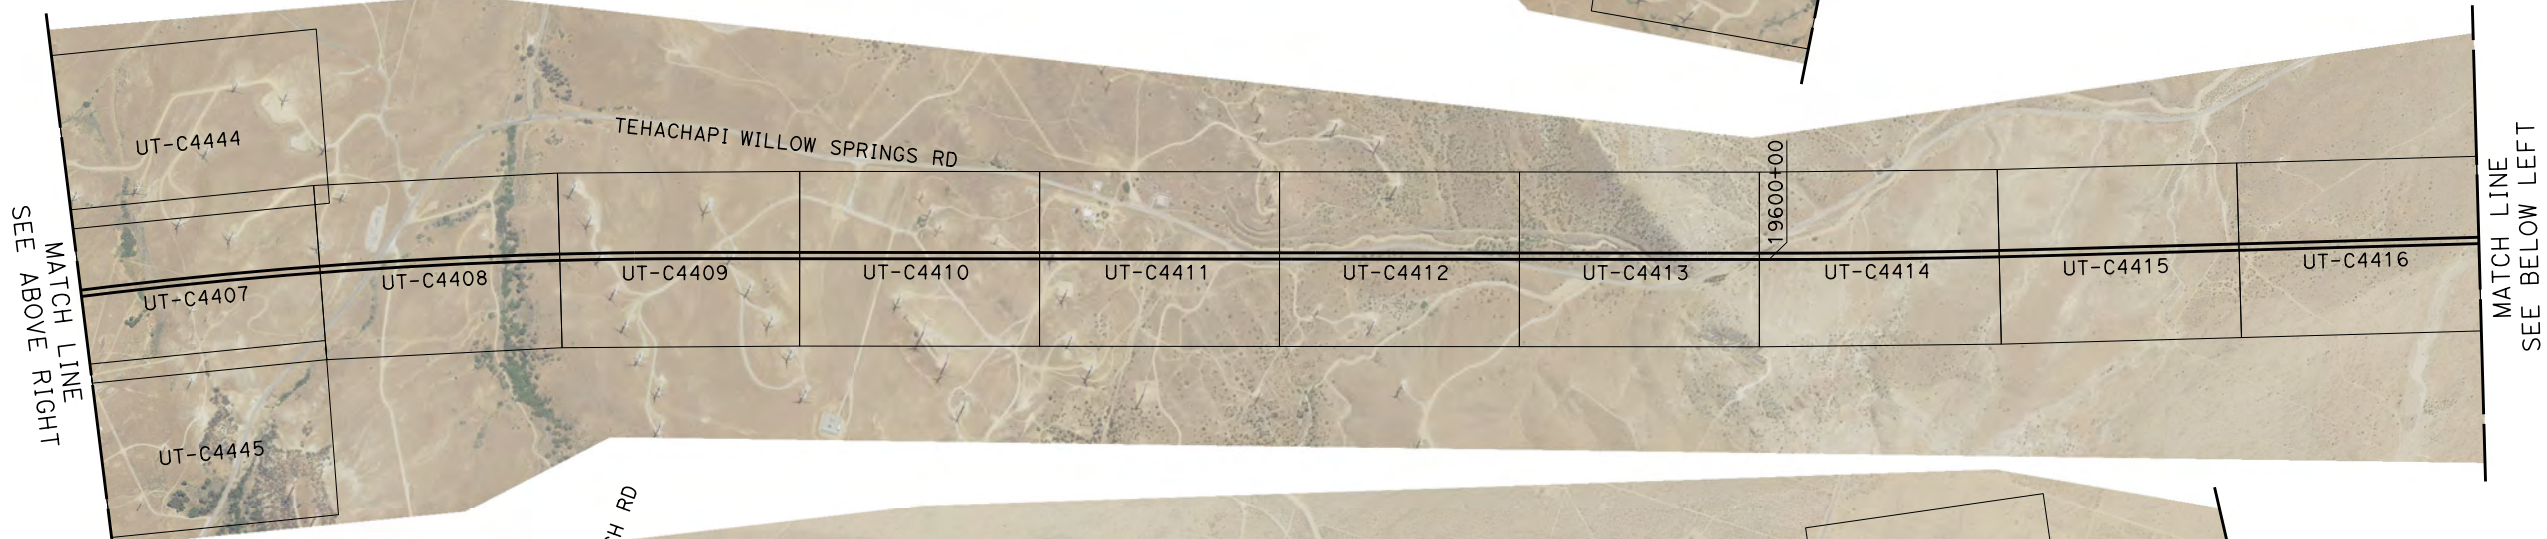 UT-C4444
TEHACHAPI WILLOW SPRINGS RD
19600+00
MATCH LINE
SEE ABOVE RIGHT
UT-C4407
UT-C4408
UT-C4409
UT-C4410
UT-C4411
UT-C4412
UT-C4413
UT-C4414
UT-C4415
UT-C4416
MATCH LINE
SEE BELOW LEFT
UT-C4445
CH RD